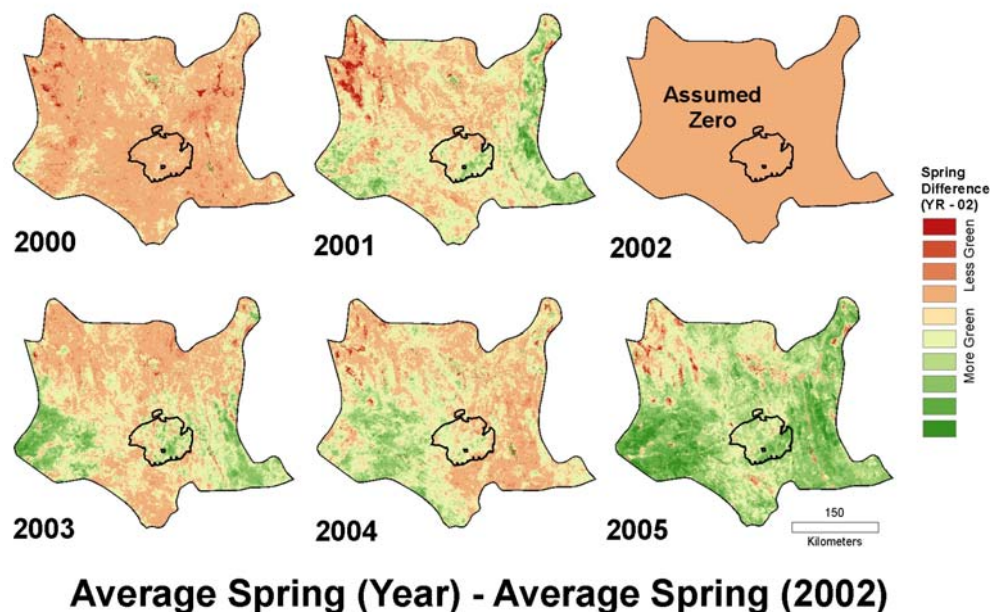 Assumed
Zero
2000
2001
2002
Spring
Difference
(YR - 02)
Less Green
More Green
2003
2004
2005
150
Kilometers
Average Spring (Year) - Average Spring (2002)